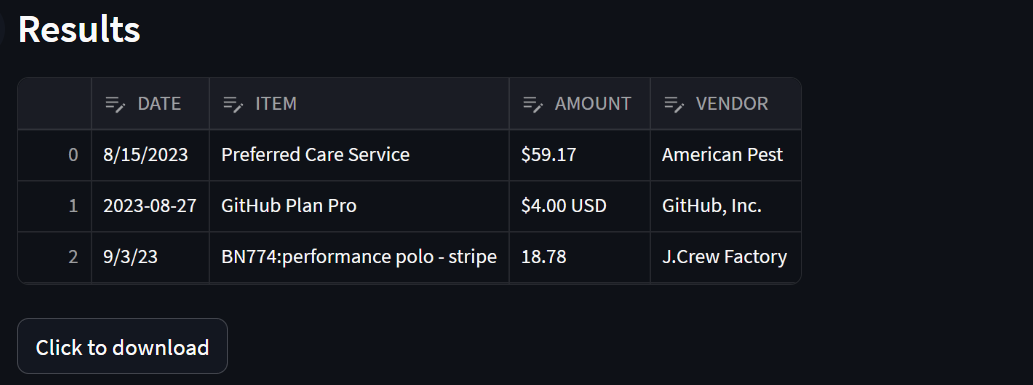 Results
DATE ITEM AMOUNT VENDOR
0 8/15/2023 Preferred Care Service $59.17 American Pest
1 2023-08-27 GitHub Plan Pro $4.00 USD GitHub, Inc.
2 9/3/23 BN774:performance polo - stripe 18.78 J.Crew Factory
Click to download